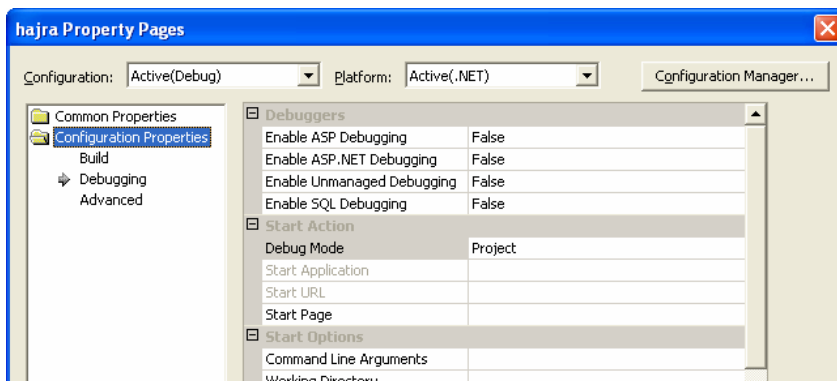 hajra Property Pages
Configuration: Active(Debug) Platform: Active(.NET) Configuration Manager...
Common Properties
Configuration Properties
Build
Debugging
Advanced
Debuggers
Enable ASP Debugging False
Enable ASP.NET Debugging False
Enable Unmanaged Debugging False
Enable SQL Debugging False
Start Action
Debug Mode Project
Start Application
Start URL
Start Page
Start Options
Command Line Arguments
Working Directory